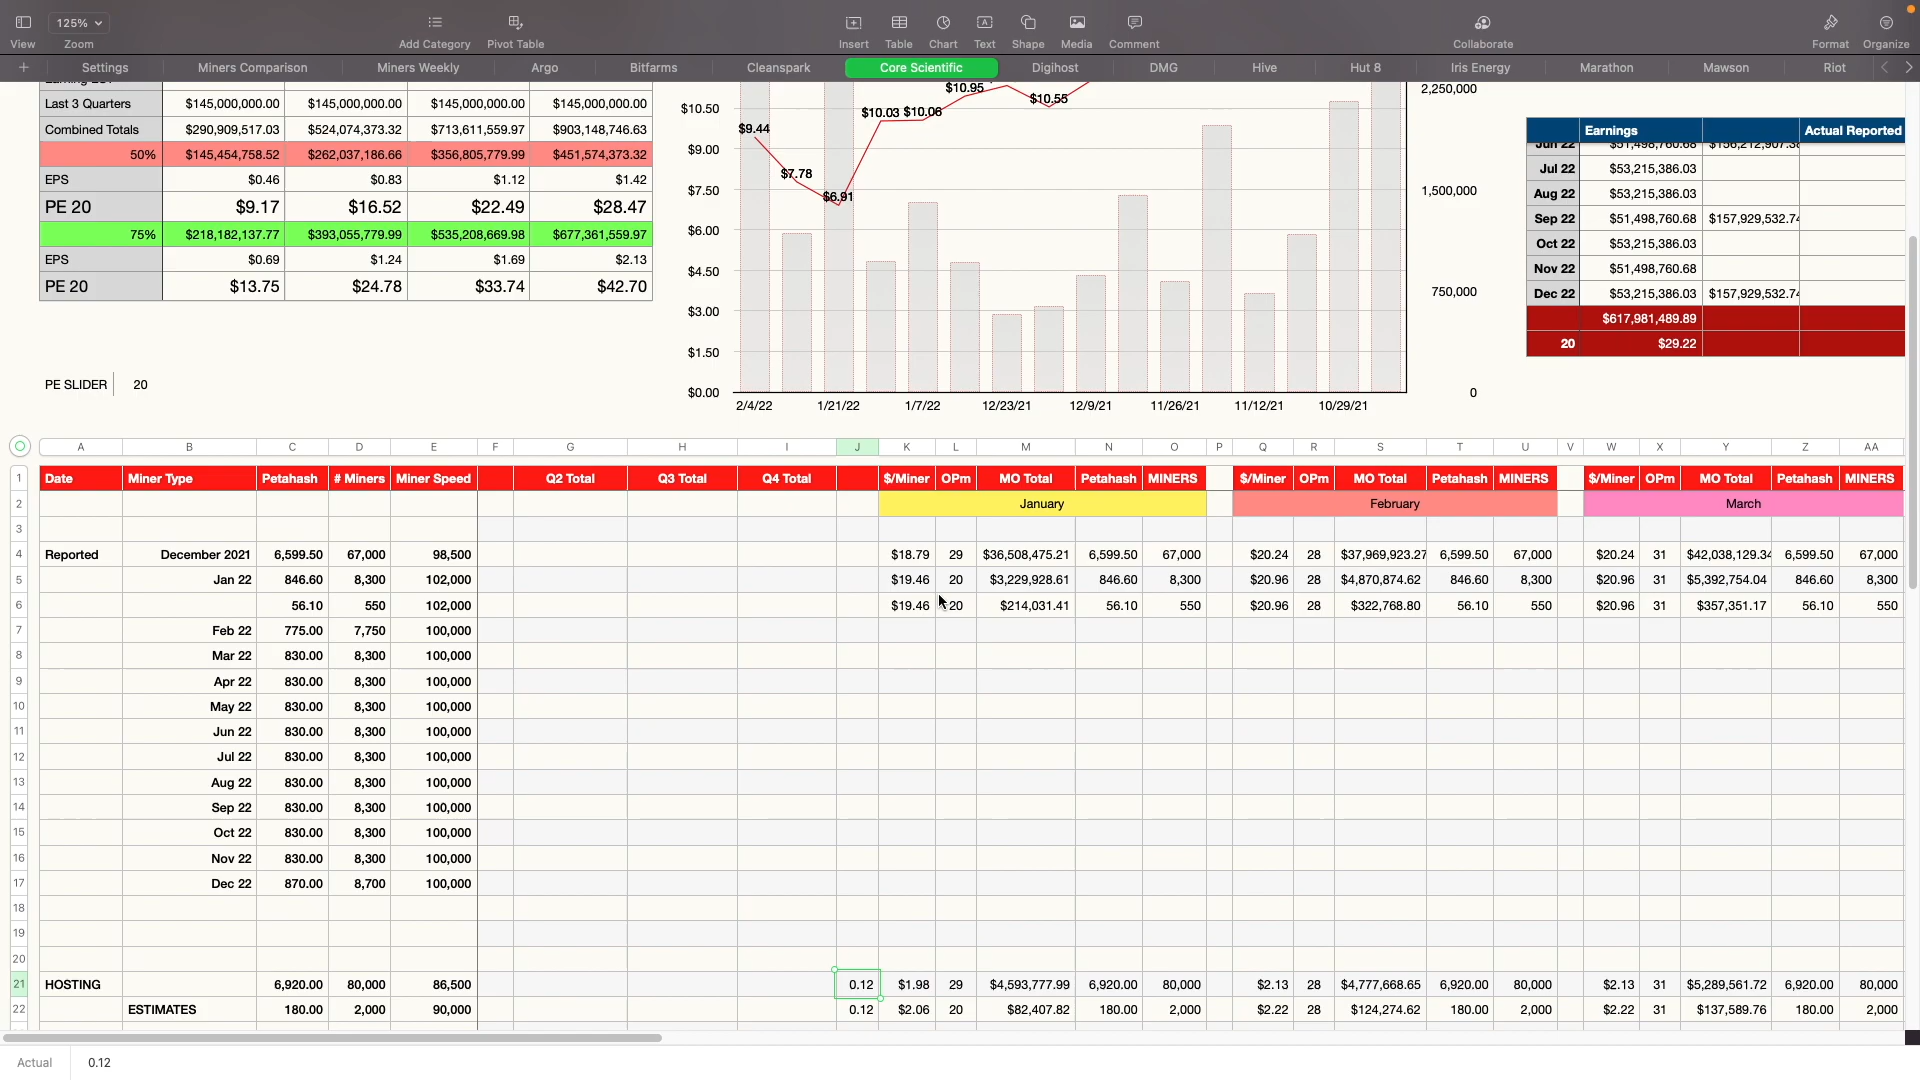 125%
View Zoom Add Category Pivot Table Insert Table Chart Text Shape Media Comment Collaborate Format Organize
Settings Miners Comparison Miners Weekly Argo Bitfarms Cleanspark Core Scientific Digihost DMG Hive Hut 8 Iris Energy Marathon Mawson Riot
Last 3 Quarters $145,000,000.00 $145,000,000.00 $145,000,000.00 $145,000,000.00
Combined Totals $290,909,517.03 $524,074,373.32 $713,611,559.97 $903,148,746.63
50% $145,454,758.52 $262,037,186.66 $356,805,779.99 $451,574,373.32
EPS $0.46 $0.83 $1.12 $1.42
PE 20 $9.17 $16.52 $22.49 $28.47
75% $218,182,137.77 $393,055,779.99 $535,208,669.98 $677,361,559.97
EPS $0.69 $1.24 $1.69 $2.13
PE 20 $13.75 $24.78 $33.74 $42.70
PE SLIDER 20
$10.50
$9.00
$7.50
$6.00
$4.50
$3.00
$1.50
$0.00
$9.44 $7.78 $6.91 $10.03 $10.06 $10.95 $10.55
2,250,000
1,500,000
750,000
0
2/4/22 1/21/22 1/7/22 12/23/21 12/9/21 11/26/21 11/12/21 10/29/21
Earnings Actual Reported
Jun 22 $51,498,760.68 $156,212,907.38
Jul 22 $53,215,386.03
Aug 22 $53,215,386.03
Sep 22 $51,498,760.68 $157,929,532.74
Oct 22 $53,215,386.03
Nov 22 $51,498,760.68
Dec 22 $53,215,386.03 $157,929,532.74
$617,981,489.89
20 $29.22
A B C D E F G H I J K L M N O P Q R S T U V W X Y Z AA
1 Date Miner Type Petahash # Miners Miner Speed Q2 Total Q3 Total Q4 Total $/Miner OPm MO Total Petahash MINERS $/Miner OPm MO Total Petahash MINERS $/Miner OPm MO Total Petahash MINERS
2 January February March
3
4 Reported December 2021 6,599.50 67,000 98,500 $18.79 29 $36,508,475.21 6,599.50 67,000 $20.24 28 $37,969,923.27 6,599.50 67,000 $20.24 31 $42,038,129.34 6,599.50 67,000
5 Jan 22 846.60 8,300 102,000 $19.46 20 $3,229,928.61 846.60 8,300 $20.96 28 $4,870,874.62 846.60 8,300 $20.96 31 $5,392,754.04 846.60 8,300
6 56.10 550 102,000 $19.46 20 $214,031.41 56.10 550 $20.96 28 $322,768.80 56.10 550 $20.96 31 $357,351.17 56.10 550
7 Feb 22 775.00 7,750 100,000
8 Mar 22 830.00 8,300 100,000
9 Apr 22 830.00 8,300 100,000
10 May 22 830.00 8,300 100,000
11 Jun 22 830.00 8,300 100,000
12 Jul 22 830.00 8,300 100,000
13 Aug 22 830.00 8,300 100,000
14 Sep 22 830.00 8,300 100,000
15 Oct 22 830.00 8,300 100,000
16 Nov 22 830.00 8,300 100,000
17 Dec 22 870.00 8,700 100,000
18
19
20
21 HOSTING 6,920.00 80,000 86,500 0.12 $1.98 29 $4,593,777.99 6,920.00 80,000 $2.13 28 $4,777,668.65 6,920.00 80,000 $2.13 31 $5,289,561.72 6,920.00 80,000
22 ESTIMATES 180.00 2,000 90,000 0.12 $2.06 20 $82,407.82 180.00 2,000 $2.22 28 $124,274.62 180.00 2,000 $2.22 31 $137,589.76 180.00 2,000
Actual 0.12